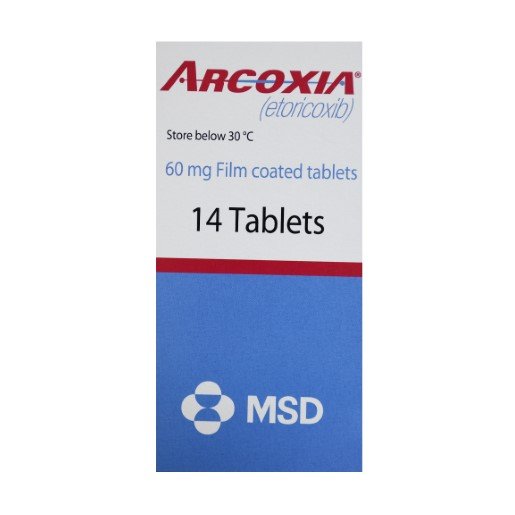 ARCOXIA®
(etoricoxib)
Store below 30 °C
60 mg Film coated tablets
14 Tablets
MSD